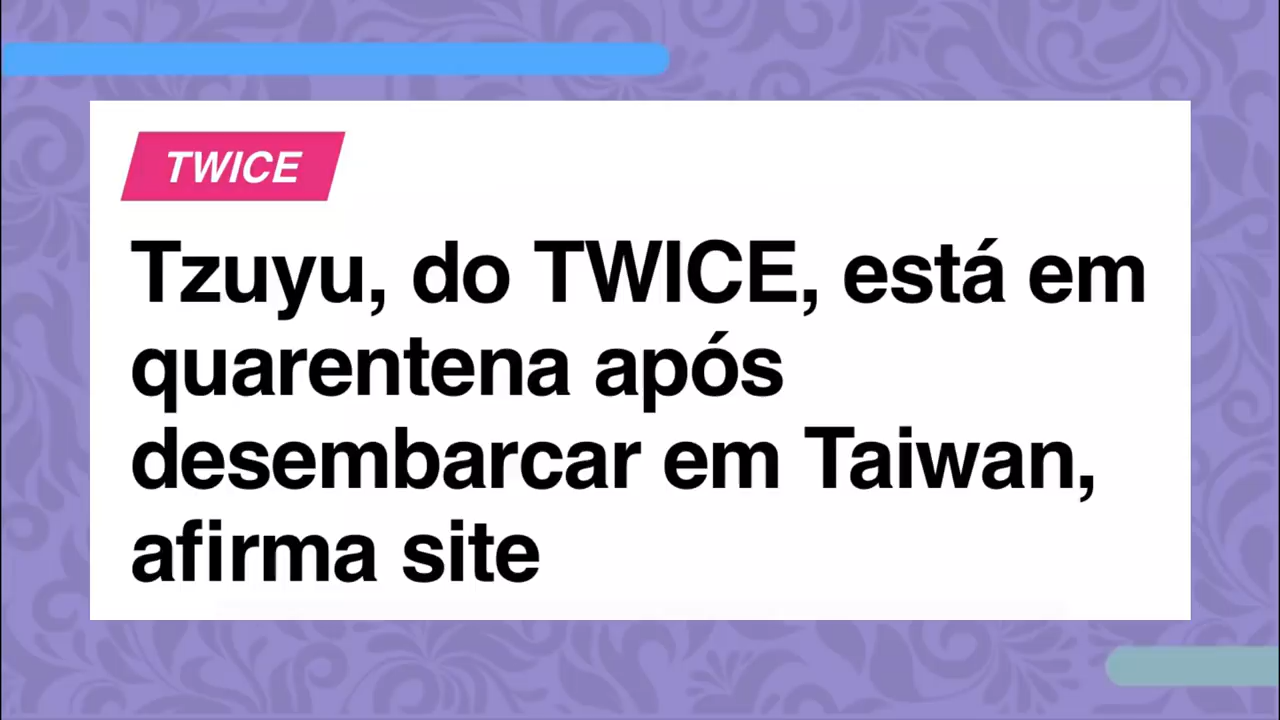 TWICE
Tzuyu, do TWICE, está em
quarentena após
desembarcar em Taiwan,
afirma site